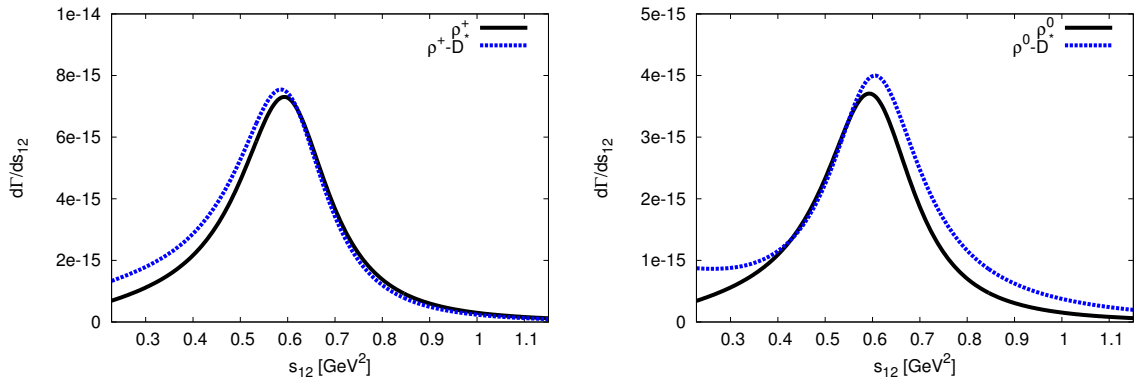 1e-14
8e-15
6e-15
4e-15
2e-15
0
dΓ/ds₁₂
ρ⁺
ρ⁺-D*
0.3 0.4 0.5 0.6 0.7 0.8 0.9 1 1.1
s₁₂ [GeV²]
5e-15
4e-15
3e-15
2e-15
1e-15
0
dΓ/ds₁₂
ρ⁰
ρ⁰-D*
0.3 0.4 0.5 0.6 0.7 0.8 0.9 1 1.1
s₁₂ [GeV²]